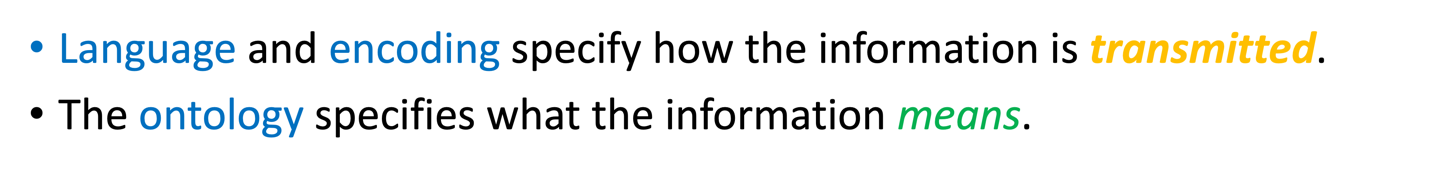 • Language and encoding specify how the information is transmitted.
• The ontology specifies what the information means.